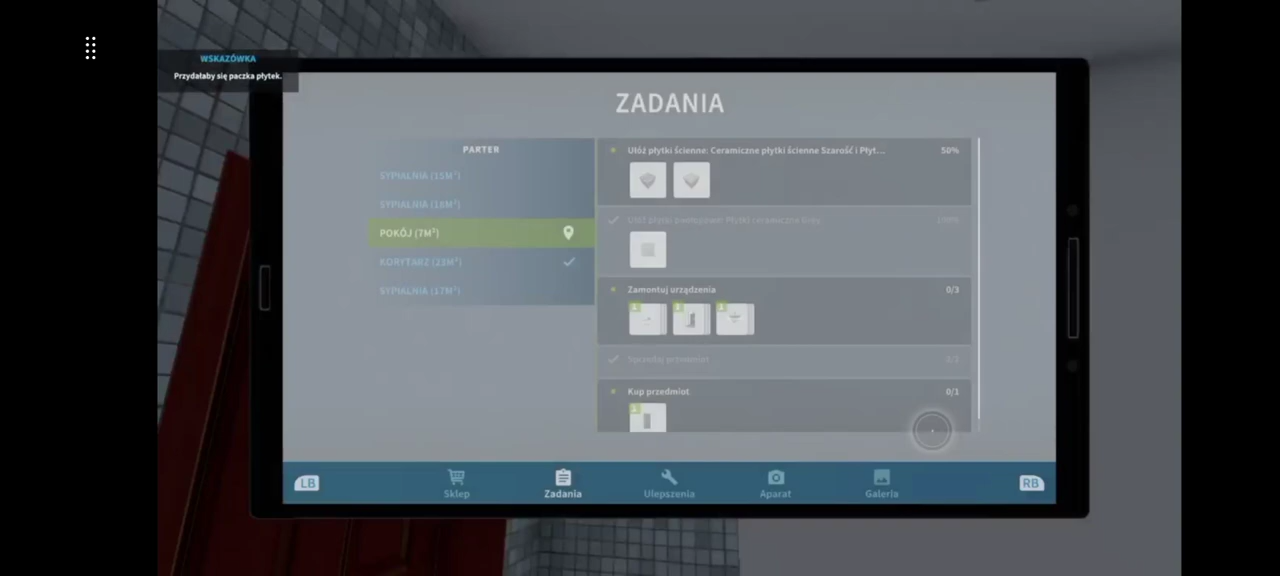 WSKAZÓWKA
Przydałaby się paczka płytek.
ZADANIA
PARTER
SYPIALNIA (15M²)
SYPIALNIA (16M²)
POKÓJ (7M²)
KORYTARZ (23M²)
SYPIALNIA (17M²)
Ułóż płytki ścienne: Ceramiczne płytki ścienne Szarość i Płyt... 50%
Ułóż płytki podłogowe: Płytki ceramiczne Grey 100%
Zamontuj urządzenia 0/3
1 1 1
Sprzedaj przedmiot
Kup przedmiot 0/1
1
LB Sklep Zadania Ulepszenia Aparat Galeria RB